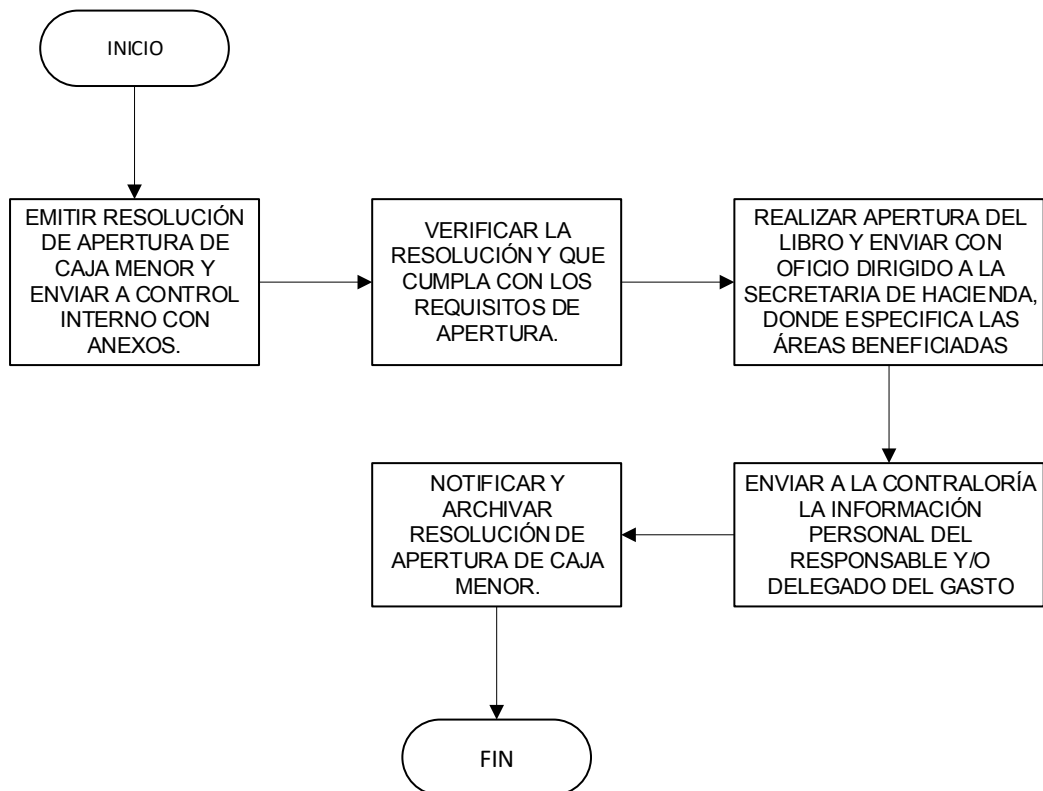 INICIO
EMITIR RESOLUCIÓN
DE APERTURA DE
CAJA MENOR Y
ENVIAR A CONTROL
INTERNO CON
ANEXOS.
VERIFICAR LA
RESOLUCIÓN Y QUE
CUMPLA CON LOS
REQUISITOS DE
APERTURA.
REALIZAR APERTURA DEL
LIBRO Y ENVIAR CON
OFICIO DIRIGIDO A LA
SECRETARIA DE HACIENDA,
DONDE ESPECIFICA LAS
ÁREAS BENEFICIADAS
ENVIAR A LA CONTRALORÍA
LA INFORMACIÓN
PERSONAL DEL
RESPONSABLE Y/O
DELEGADO DEL GASTO
NOTIFICAR Y
ARCHIVAR
RESOLUCIÓN DE
APERTURA DE CAJA
MENOR.
FIN